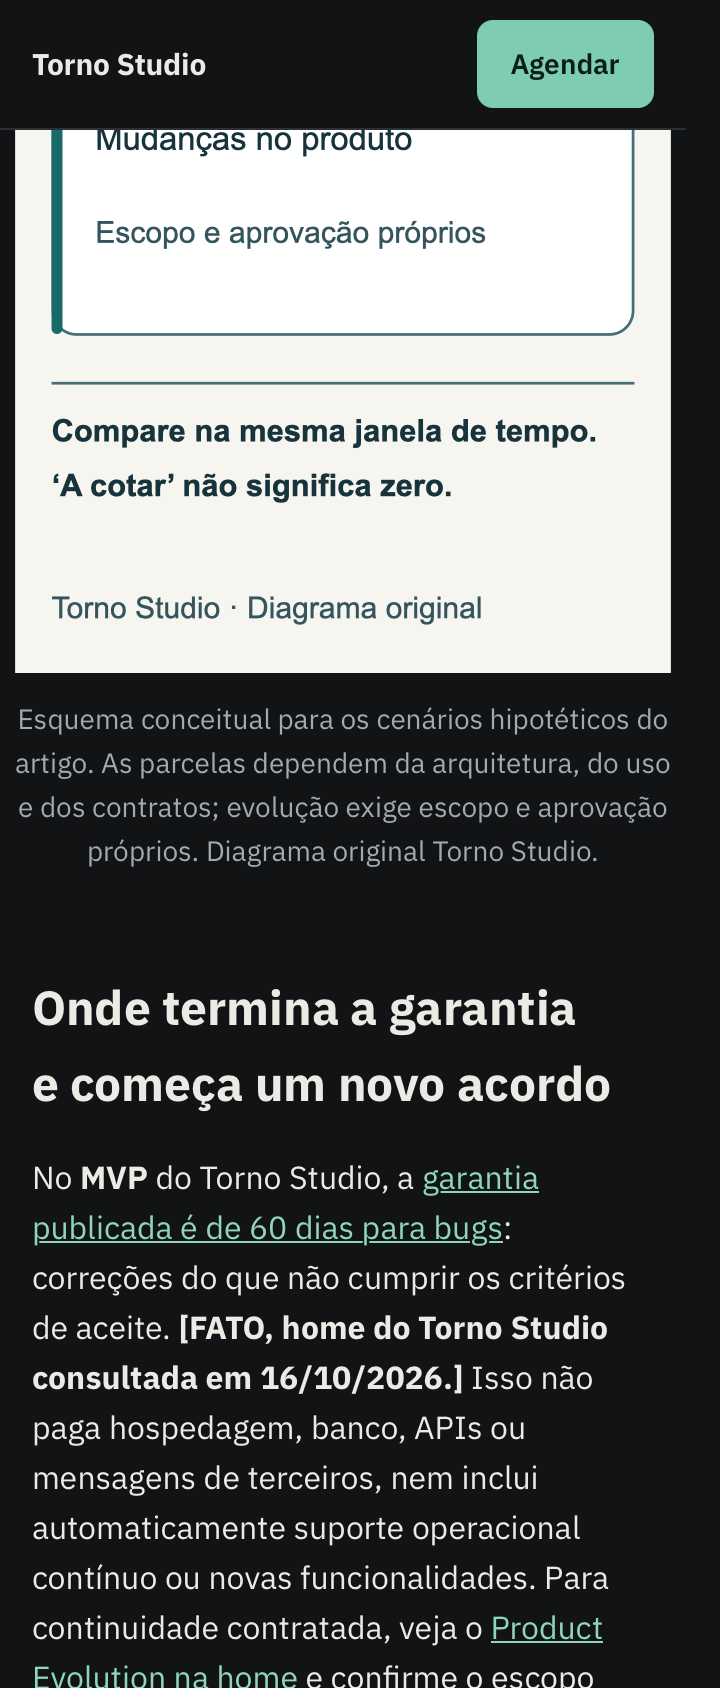 Torno Studio
Agendar
Mudanças no produto
Escopo e aprovação próprios
Compare na mesma janela de tempo.
‘A cotar’ não significa zero.
Torno Studio · Diagrama original
Esquema conceitual para os cenários hipotéticos do
artigo. As parcelas dependem da arquitetura, do uso
e dos contratos; evolução exige escopo e aprovação
próprios. Diagrama original Torno Studio.
Onde termina a garantia
e começa um novo acordo
No MVP do Torno Studio, a garantia
publicada é de 60 dias para bugs:
correções do que não cumprir os critérios
de aceite. [FATO, home do Torno Studio
consultada em 16/10/2026.] Isso não
paga hospedagem, banco, APIs ou
mensagens de terceiros, nem inclui
automaticamente suporte operacional
contínuo ou novas funcionalidades. Para
continuidade contratada, veja o Product
Evolution na home e confirme o escopo